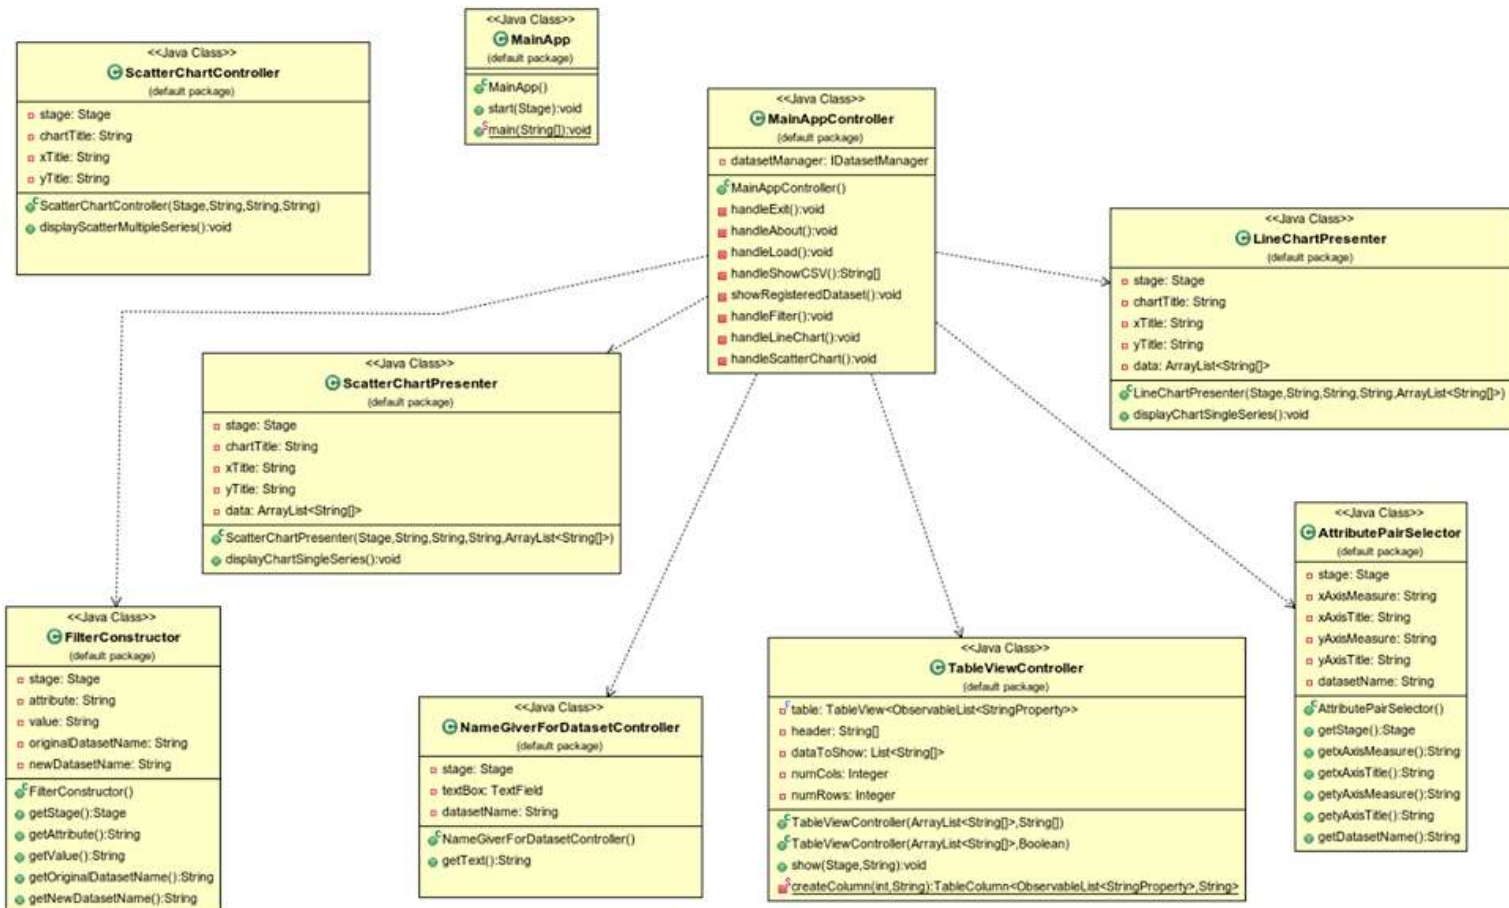 <<Java Class>>
ScatterChartController
(default package)
stage: Stage
chartTitle: String
xTitle: String
yTitle: String
ScatterChartController(Stage,String,String,String)
displayScatterMultipleSeries():void
<<Java Class>>
MainApp
(default package)
MainApp()
start(Stage):void
main(String[]):void
<<Java Class>>
MainAppController
(default package)
datasetManager: IDatasetManager
MainAppController()
handleExit():void
handleAbout():void
handleLoad():void
handleShowCSV():String[]
showRegisteredDataset():void
handleFilter():void
handleLineChart():void
handleScatterChart():void
<<Java Class>>
LineChartPresenter
(default package)
stage: Stage
chartTitle: String
xTitle: String
yTitle: String
data: ArrayList<String[]>
LineChartPresenter(Stage,String,String,String,ArrayList<String[]>)
displayChartSingleSeries():void
<<Java Class>>
ScatterChartPresenter
(default package)
stage: Stage
chartTitle: String
xTitle: String
yTitle: String
data: ArrayList<String[]>
ScatterChartPresenter(Stage,String,String,String,ArrayList<String[]>)
displayChartSingleSeries():void
<<Java Class>>
AttributePairSelector
(default package)
stage: Stage
xAxisMeasure: String
xAxisTitle: String
yAxisMeasure: String
yAxisTitle: String
datasetName: String
AttributePairSelector()
getStage():Stage
getxAxisMeasure():String
getxAxisTitle():String
getyAxisMeasure():String
getyAxisTitle():String
getDatasetName():String
<<Java Class>>
FilterConstructor
(default package)
stage: Stage
attribute: String
value: String
originalDatasetName: String
newDatasetName: String
FilterConstructor()
getStage():Stage
getAttribute():String
getValue():String
getOriginalDatasetName():String
getNewDatasetName():String
<<Java Class>>
NameGiverForDatasetController
(default package)
stage: Stage
textBox: TextField
datasetName: String
NameGiverForDatasetController()
getText():String
<<Java Class>>
TableViewController
(default package)
table: TableView<ObservableList<StringProperty>>
header: String[]
dataToShow: List<String[]>
numCols: Integer
numRows: Integer
TableViewController(ArrayList<String[]>,String[])
TableViewController(ArrayList<String[]>,Boolean)
show(Stage,String):void
createColumn(int,String):TableColumn<ObservableList<StringProperty>,String>